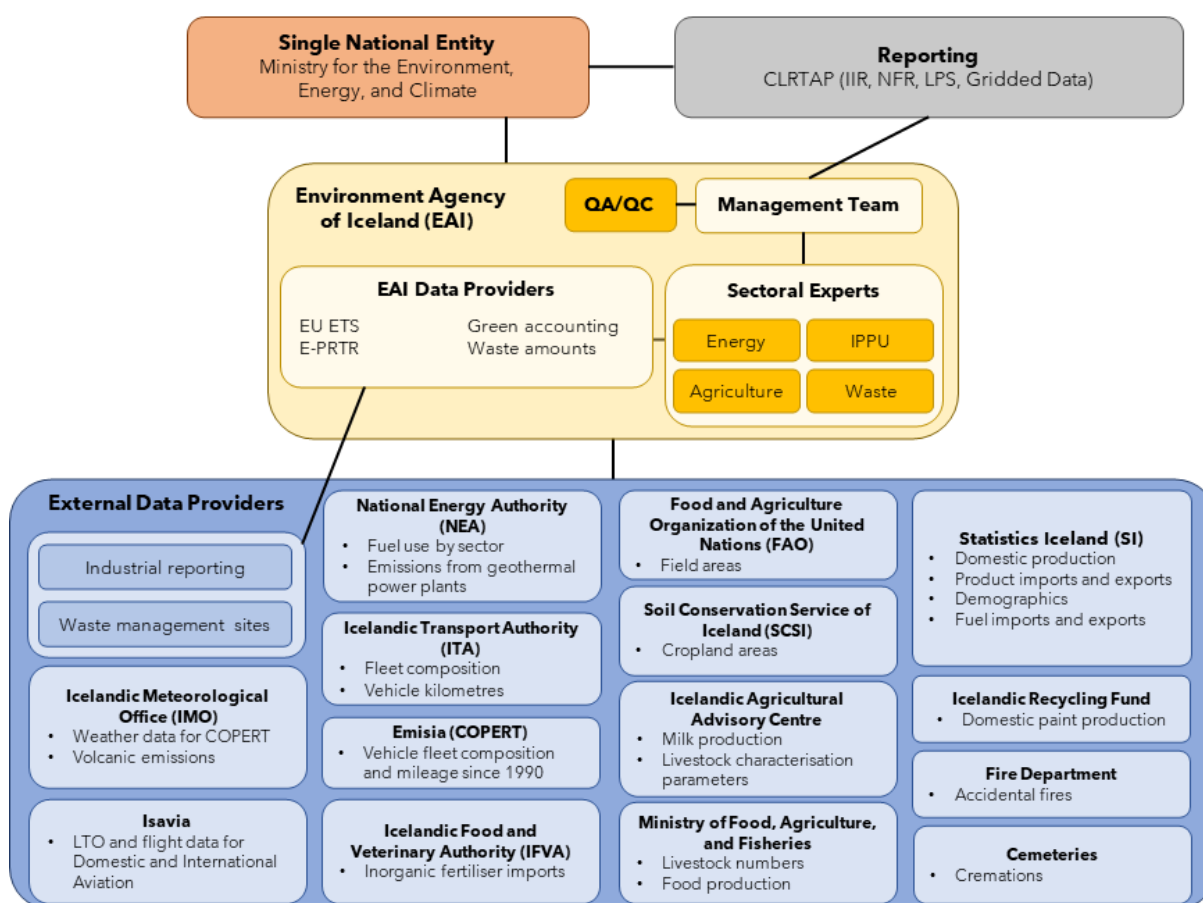 Single National Entity
Ministry for the Environment,
Energy, and Climate
Reporting
CLRTAP (IIR, NFR, LPS, Gridded Data)
Environment Agency
of Iceland (EAI)
QA/QC
Management Team
EAI Data Providers
EU ETS
E-PRTR
Green accounting
Waste amounts
Sectoral Experts
Energy
IPPU
Agriculture
Waste
External Data Providers
Industrial reporting
Waste management sites
Icelandic Meteorological
Office (IMO)
• Weather data for COPERT
• Volcanic emissions
Isavia
• LTO and flight data for
Domestic and International
Aviation
National Energy Authority
(NEA)
• Fuel use by sector
• Emissions from geothermal
power plants
Icelandic Transport Authority
(ITA)
• Fleet composition
• Vehicle kilometres
Emisia (COPERT)
• Vehicle fleet composition
and mileage since 1990
Icelandic Food and
Veterinary Authority (IFVA)
• Inorganic fertiliser imports
Food and Agriculture
Organization of the United
Nations (FAO)
• Field areas
Soil Conservation Service of
Iceland (SCSI)
• Cropland areas
Icelandic Agricultural
Advisory Centre
• Milk production
• Livestock characterisation
parameters
Ministry of Food, Agriculture,
and Fisheries
• Livestock numbers
• Food production
Statistics Iceland (SI)
• Domestic production
• Product imports and exports
• Demographics
• Fuel imports and exports
Icelandic Recycling Fund
• Domestic paint production
Fire Department
• Accidental fires
Cemeteries
• Cremations